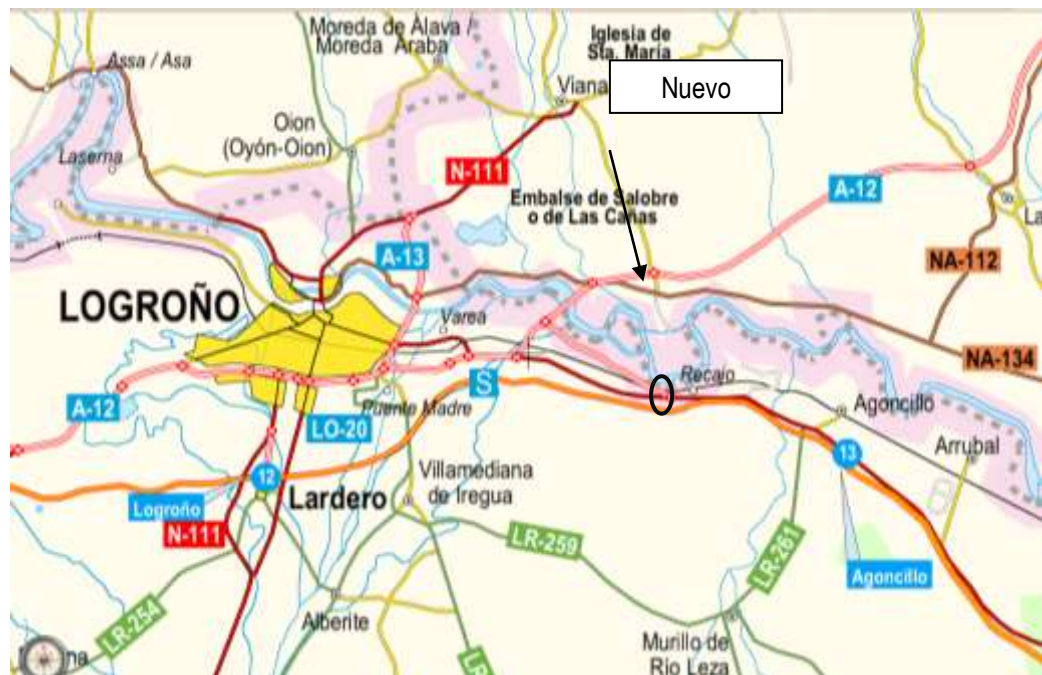 Moreda de Álava /
Moreda Araba
Iglesia de
Sta. María
Assa / Asa
Viana
Nuevo
Oion
(Oyón-Oion)
Laserna
N-111
Embalse de Salobre
o de Las Cañas
A-12
La
A-13
NA-112
LOGROÑO
Varea
NA-134
S
Recajo
A-12
Puente Madre
Agoncillo
LO-20
Arrubal
13
Villamediana
de Iregua
12
Logroño
Lardero
N-111
LR-259
LR-261
Agoncillo
LR-254
Alberite
Murillo de
Río Leza
LR
na